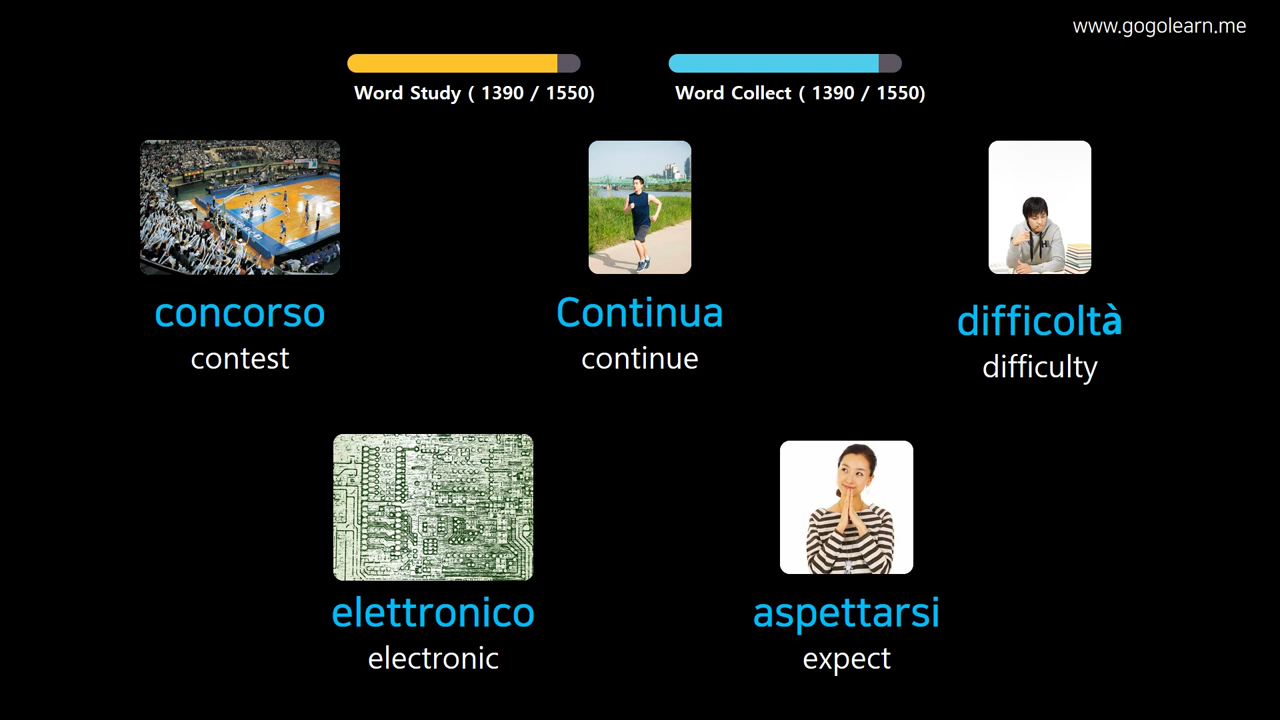 www.gogolearn.me
Word Study ( 1390 / 1550)
Word Collect ( 1390 / 1550)
concorso
contest
Continua
continue
difficoltà
difficulty
elettronico
electronic
aspettarsi
expect